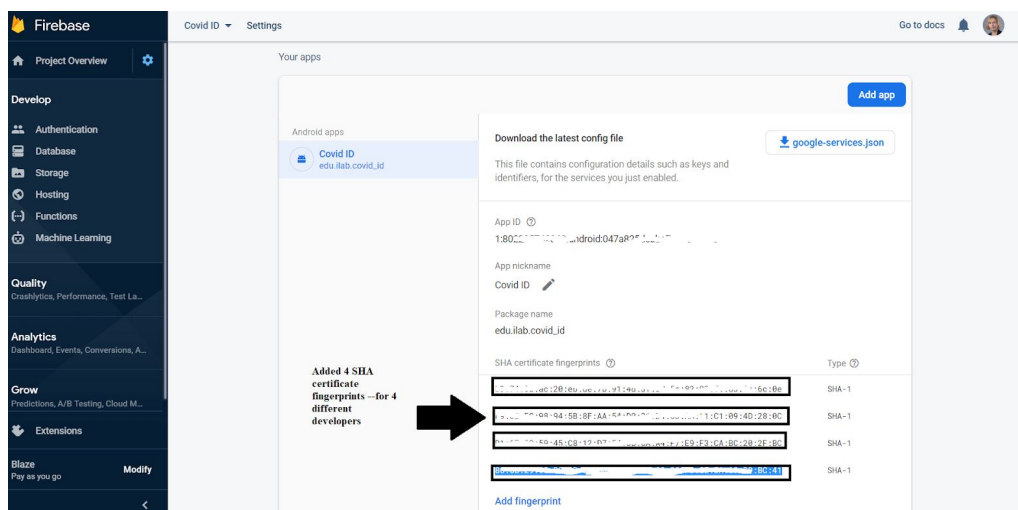 Firebase
Covid ID
Settings
Go to docs
Project Overview
Your apps
Develop
Add app
Authentication
Database
Storage
Hosting
Functions
Machine Learning
Android apps
Covid ID
edu.ilab.covid_id
Download the latest config file
google-services.json
This file contains configuration details such as keys and
identifiers, for the services you just enabled.
App ID
App nickname
Covid ID
Package name
edu.ilab.covid_id
Quality
Crashlytics, Performance, Test La...
Analytics
Dashboard, Events, Conversions, A...
Grow
Predictions, A/B Testing, Cloud M...
Extensions
Blaze
Pay as you go
Modify
Added 4 SHA
certificate
fingerprints --for 4
different
developers
SHA certificate fingerprints
Type
SHA-1
SHA-1
SHA-1
SHA-1
Add fingerprint